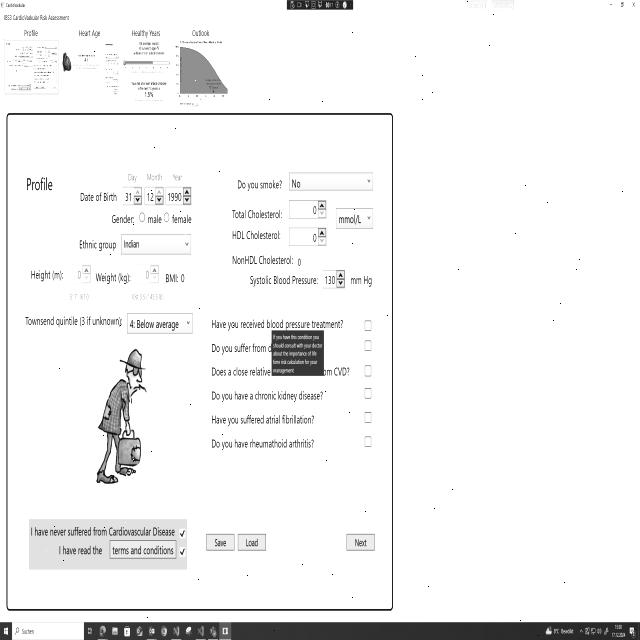 CardioVascular
JBS3 CardioVascular Risk Assessment
Profile Heart Age Healthy Years Outlook
Profile
Day Month Year
Date of Birth 31 12 1990
Gender: male female
Ethnic group Indian
Height (m): 0 Weight (kg): 0 BMI: 0
Townsend quintile (3 if unknown): 4: Below average
Do you smoke? No
Total Cholesterol: 0 mmol/L
HDL Cholesterol: 0
NonHDL Cholesterol: 0
Systolic Blood Pressure: 130 mm Hg
Have you received blood pressure treatment?
Do you suffer from
If you have this condition you
should consult with your doctor
about the importance of life
time risk calculation for your
management
Does a close relative from CVD?
Do you have a chronic kidney disease?
Have you suffered atrial fibrillation?
Do you have rheumathoid arthritis?
I have never suffered from Cardiovascular Disease
I have read the terms and conditions
Save Load Next
Suchen